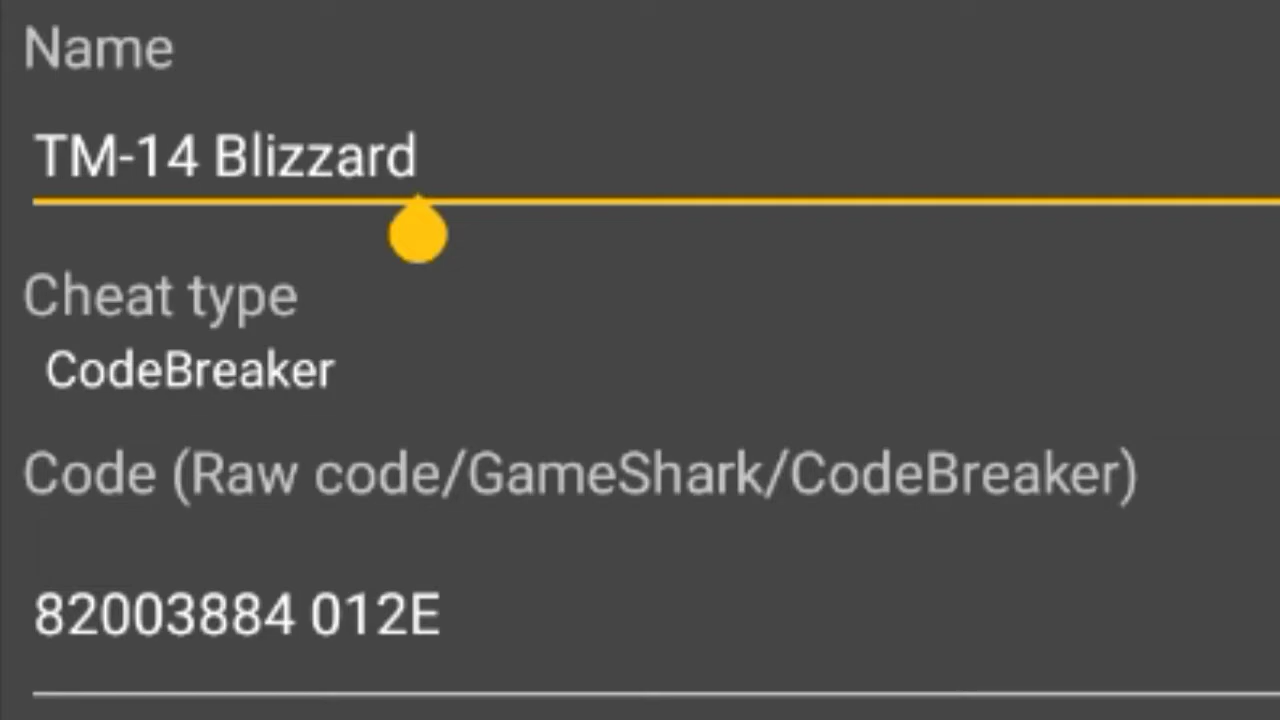 Name
TM-14 Blizzard
Cheat type
CodeBreaker
Code (Raw code/GameShark/CodeBreaker)
82003884 012E